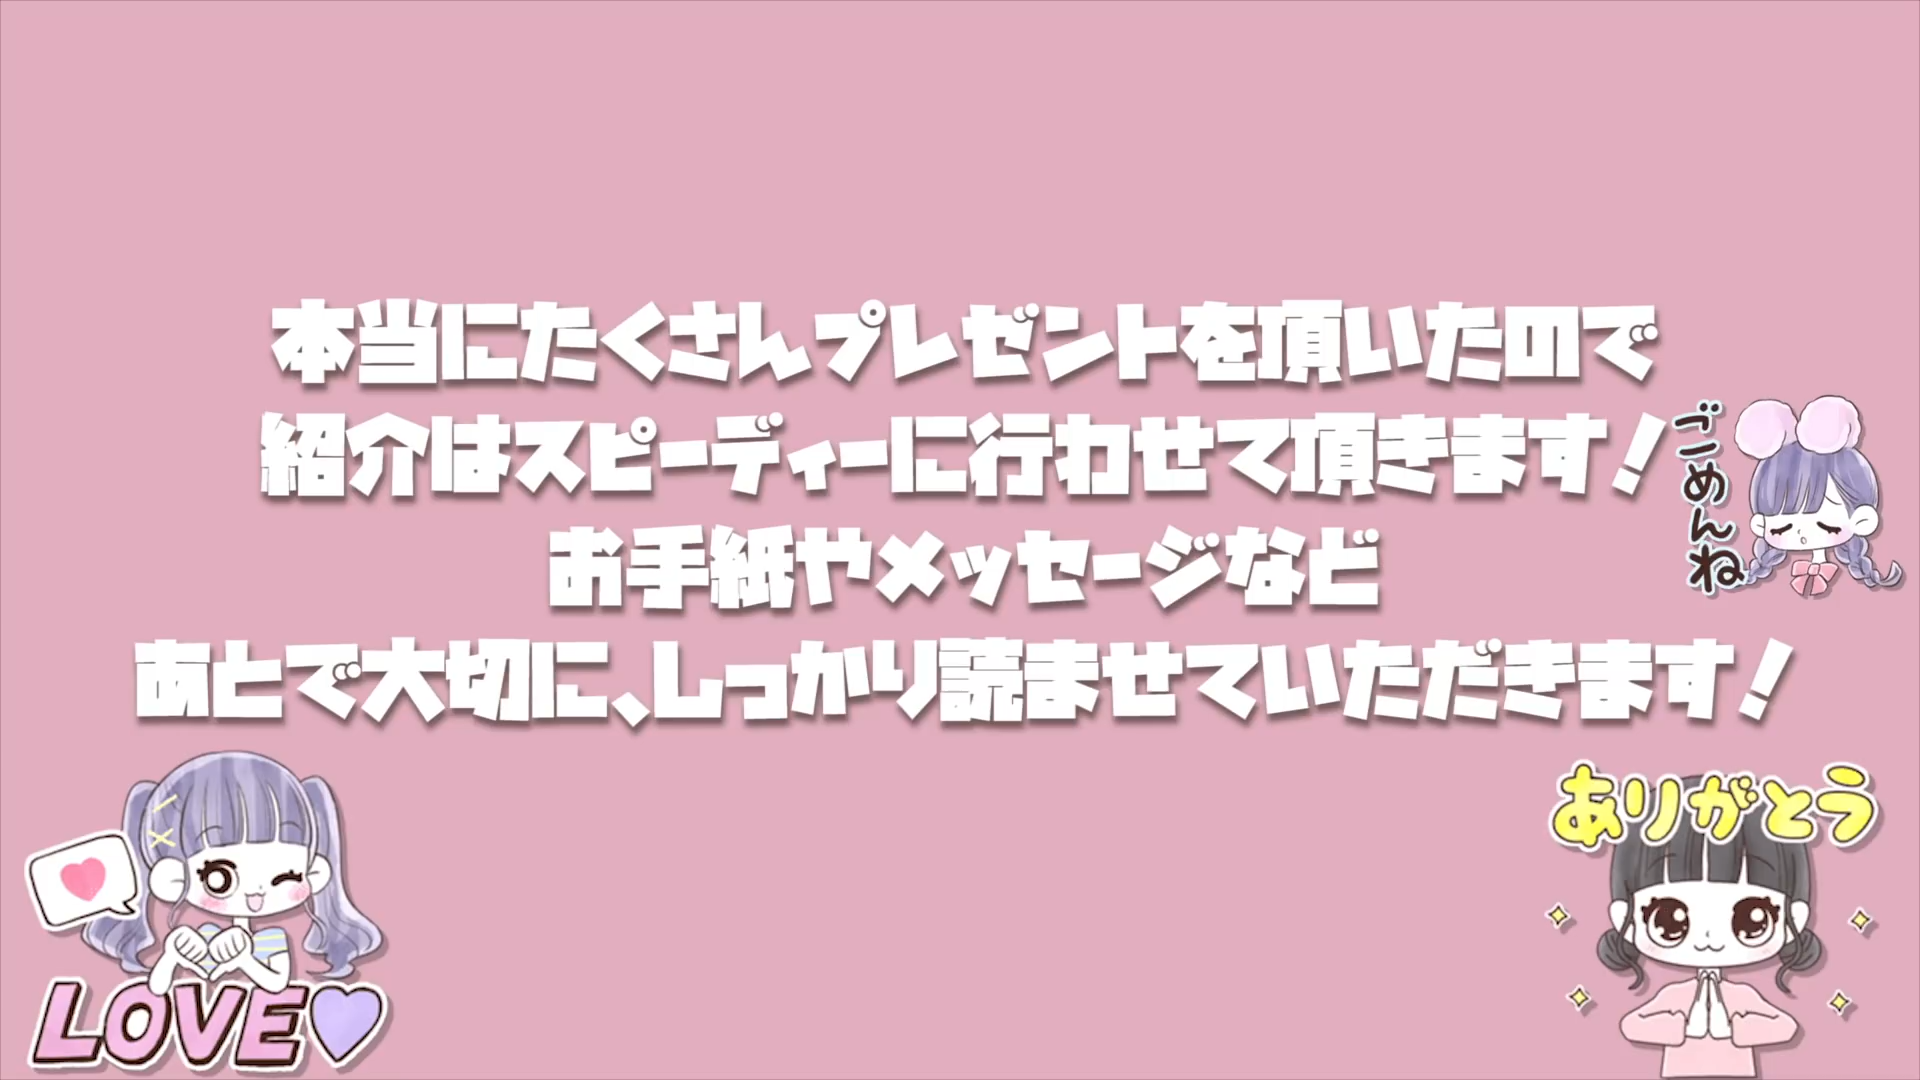 本当にたくさんプレゼントを頂いたので
紹介はスピーディーに行わせて頂きます！
ごめんね
お手紙やメッセージなど
あとで大切に、しっかり読ませていただきます！
ありがとう
LOVE